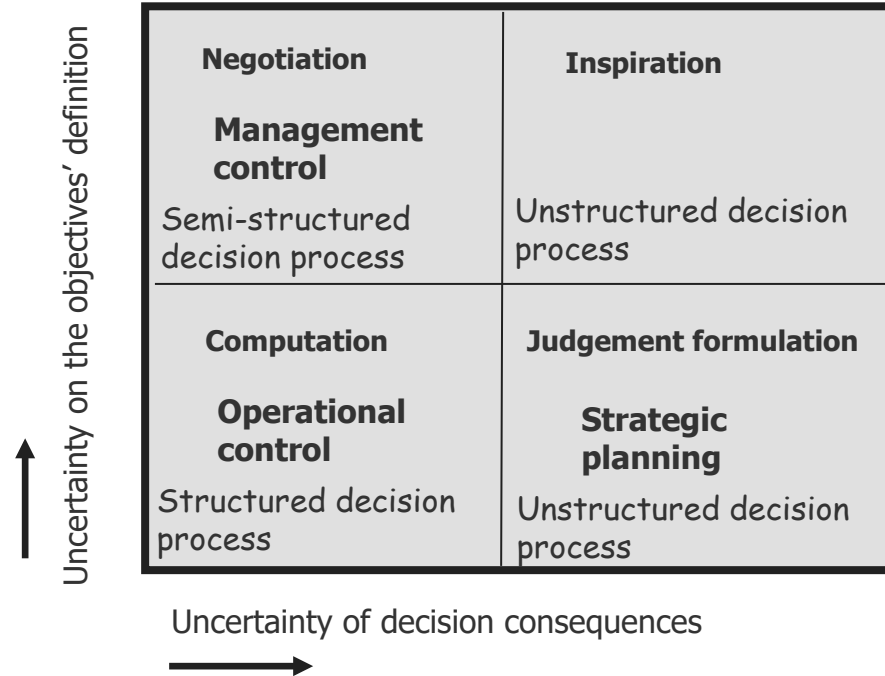 Uncertainty on the objectives' definition
Negotiation
Management
control
Semi-structured
decision process
Inspiration
Unstructured decision
process
Computation
Operational
control
Structured decision
process
Judgement formulation
Strategic
planning
Unstructured decision
process
Uncertainty of decision consequences